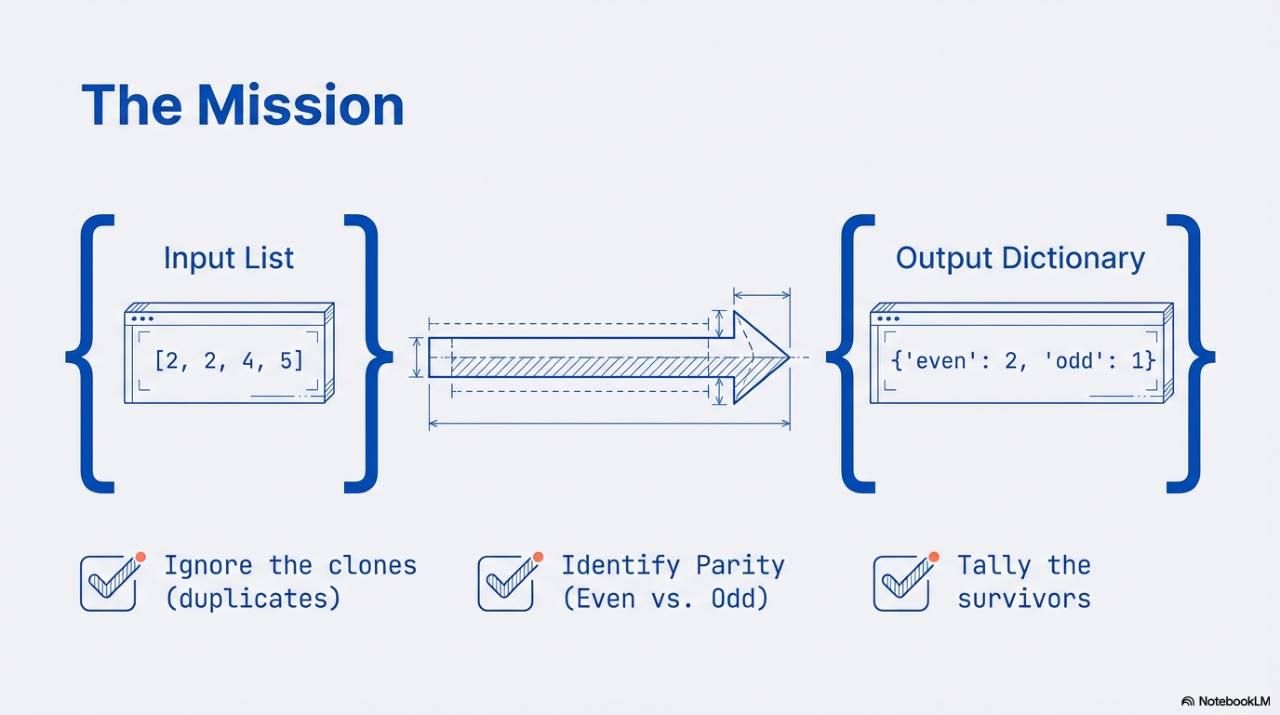 The Mission
Input List
[2, 2, 4, 5]
Output Dictionary
{'even': 2, 'odd': 1}
Ignore the clones
(duplicates)
Identify Parity
(Even vs. Odd)
Tally the
survivors
NotebookLM